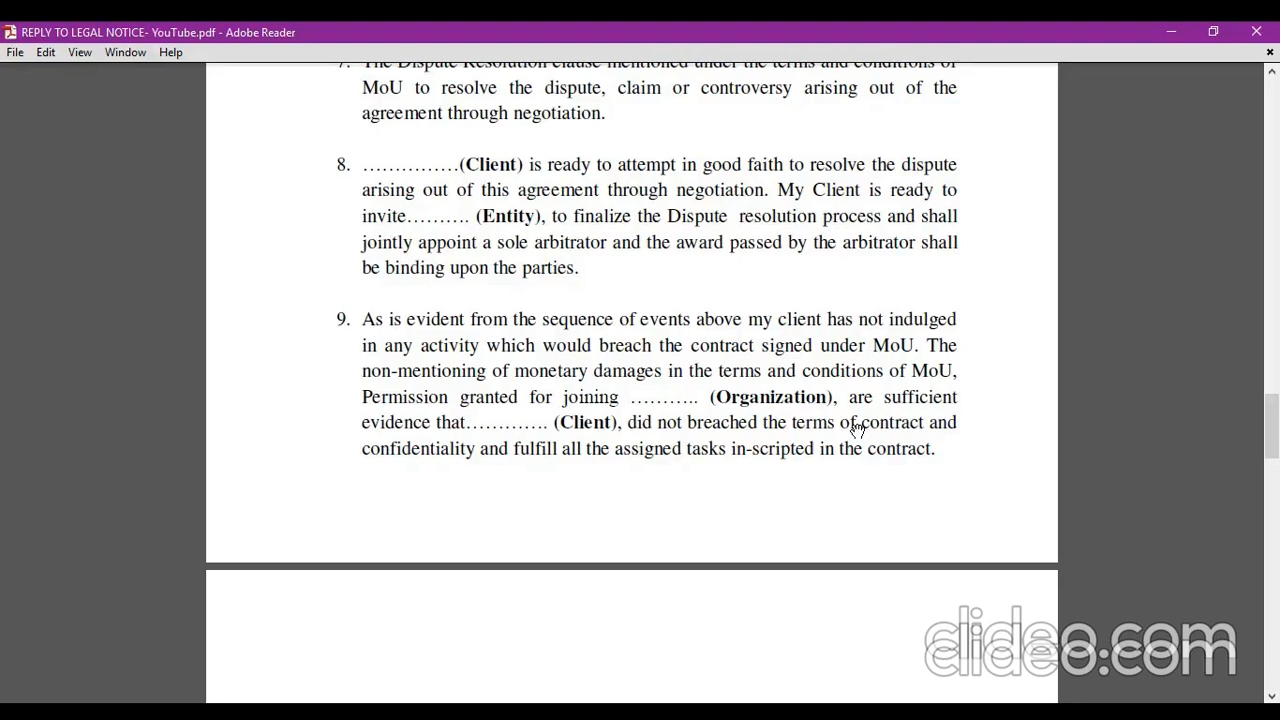 REPLY TO LEGAL NOTICE- YouTube.pdf - Adobe Reader
File Edit View Window Help
7. The Dispute Resolution clause mentioned under the terms and conditions of
MoU to resolve the dispute, claim or controversy arising out of the
agreement through negotiation.
8. ……………(Client) is ready to attempt in good faith to resolve the dispute
arising out of this agreement through negotiation. My Client is ready to
invite………. (Entity), to finalize the Dispute resolution process and shall
jointly appoint a sole arbitrator and the award passed by the arbitrator shall
be binding upon the parties.
9. As is evident from the sequence of events above my client has not indulged
in any activity which would breach the contract signed under MoU. The
non-mentioning of monetary damages in the terms and conditions of MoU,
Permission granted for joining ……….. (Organization), are sufficient
evidence that…………. (Client), did not breached the terms of contract and
confidentiality and fulfill all the assigned tasks in-scripted in the contract.
clideo.com